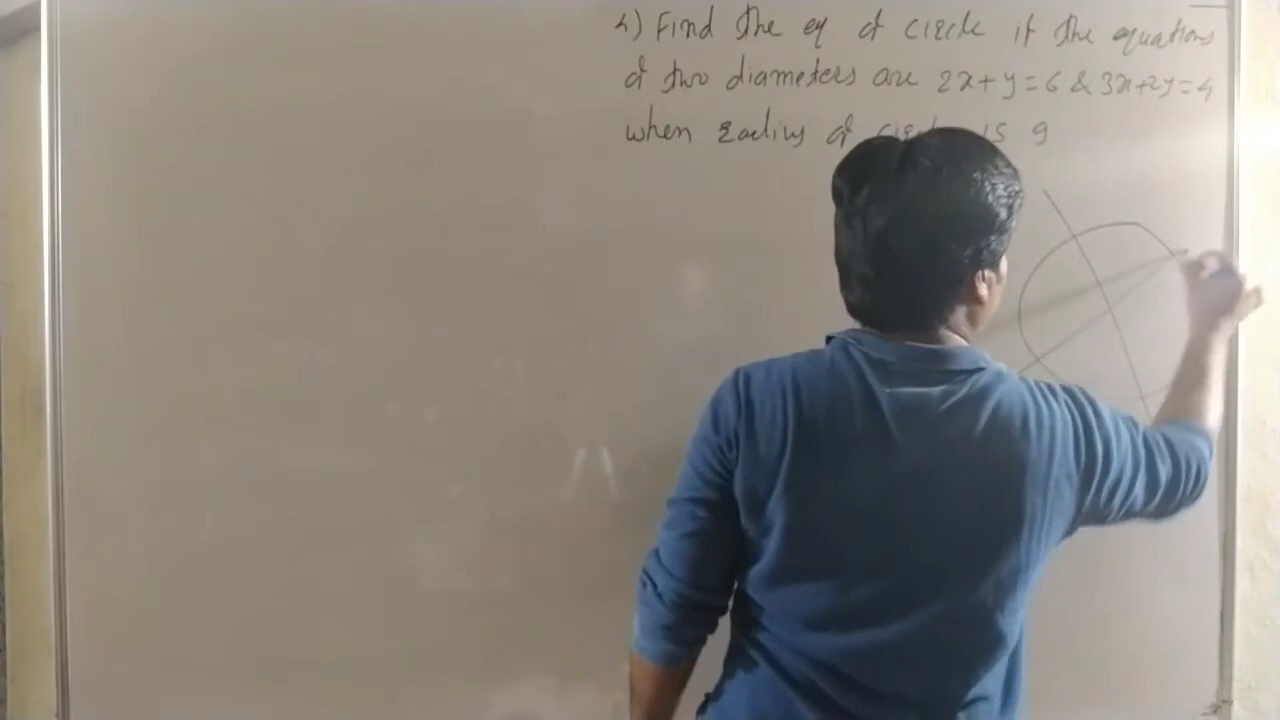 4) Find the eq of circle if the equations
of two diameters are 2x+y=6 & 3x+2y=4
when radius of circle is 9